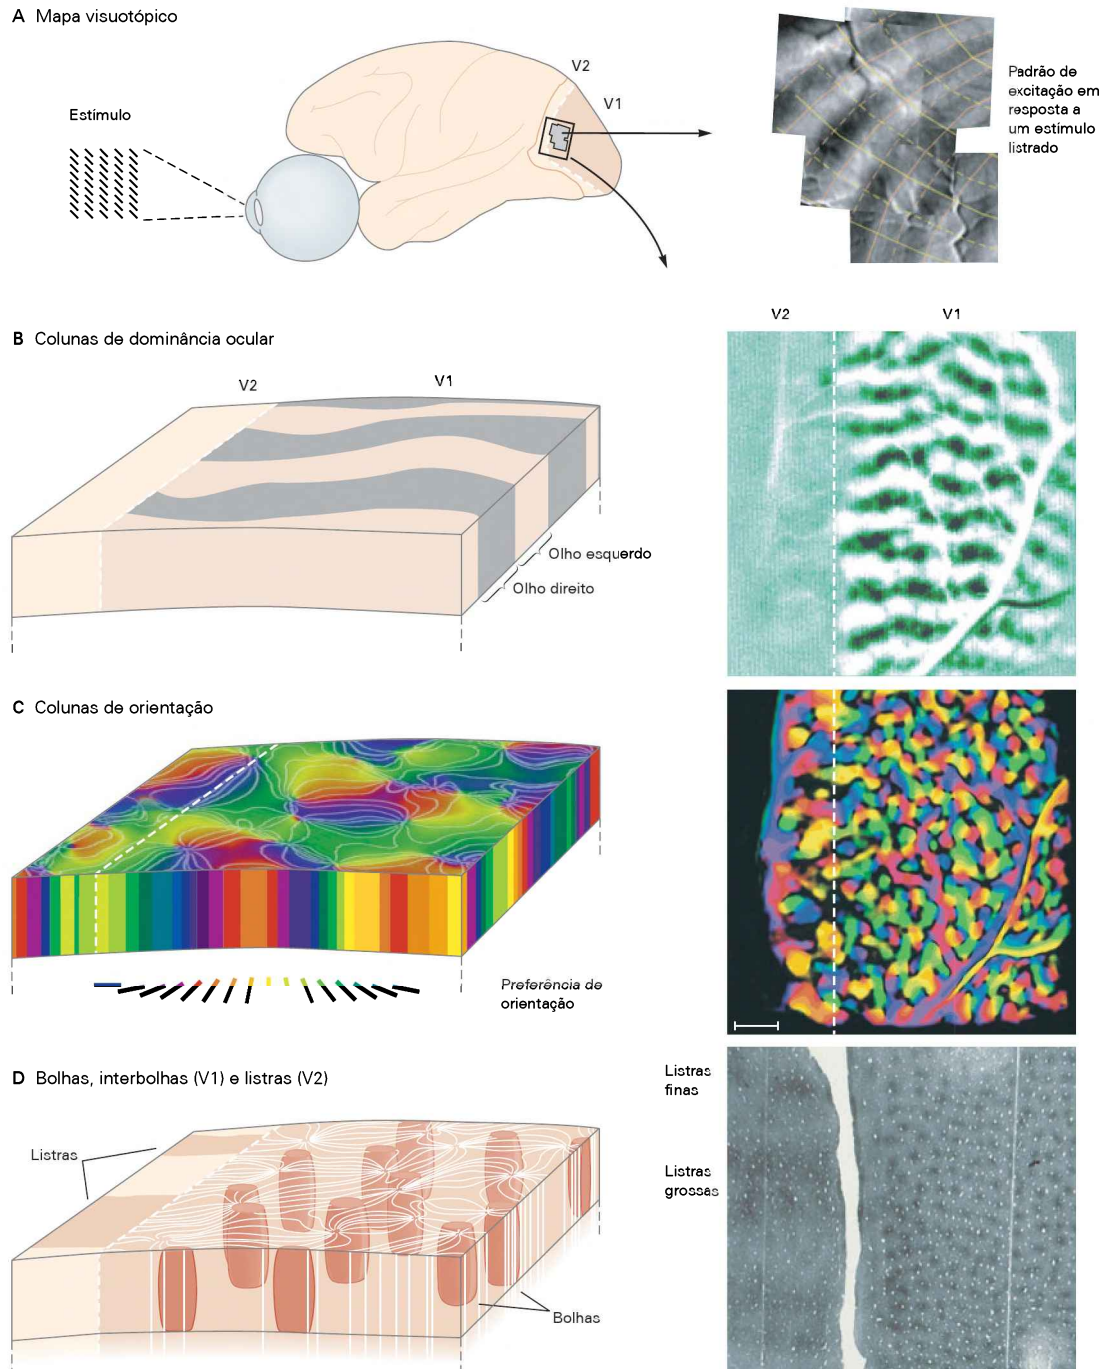 A Mapa visuotópico
Estímulo
V2
V1
Padrão de
excitação em
resposta a
um estímulo
listrado
B Colunas de dominância ocular
V2
V1
Olho esquerdo
Olho direito
V2
V1
C Colunas de orientação
Preferência de
orientação
D Bolhas, interbolhas (V1) e listras (V2)
Listras
Bolhas
Listras
finas
Listras
grossas